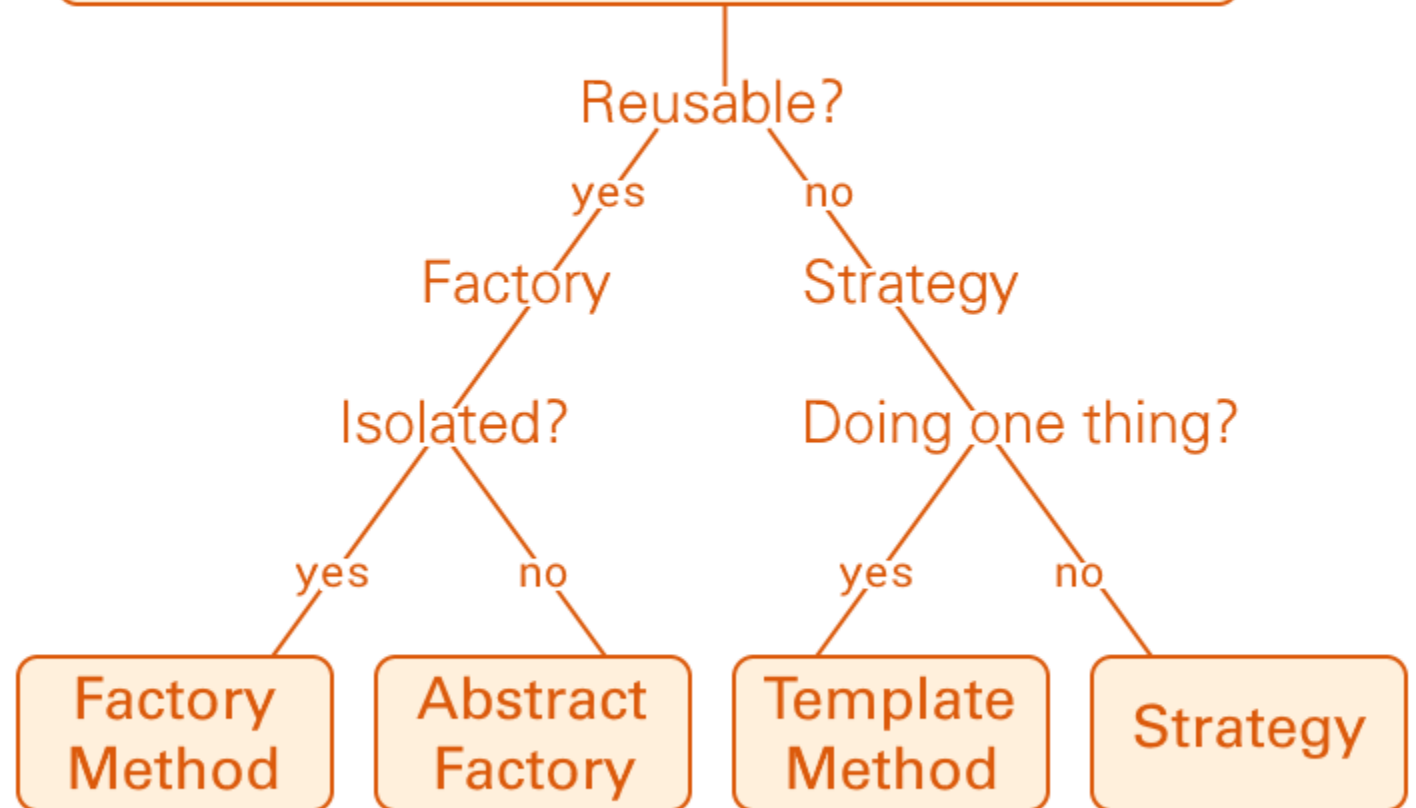 Reusable?
yes
no
Factory
Strategy
Isolated?
Doing one thing?
yes
no
yes
no
Factory
Method
Abstract
Factory
Template
Method
Strategy